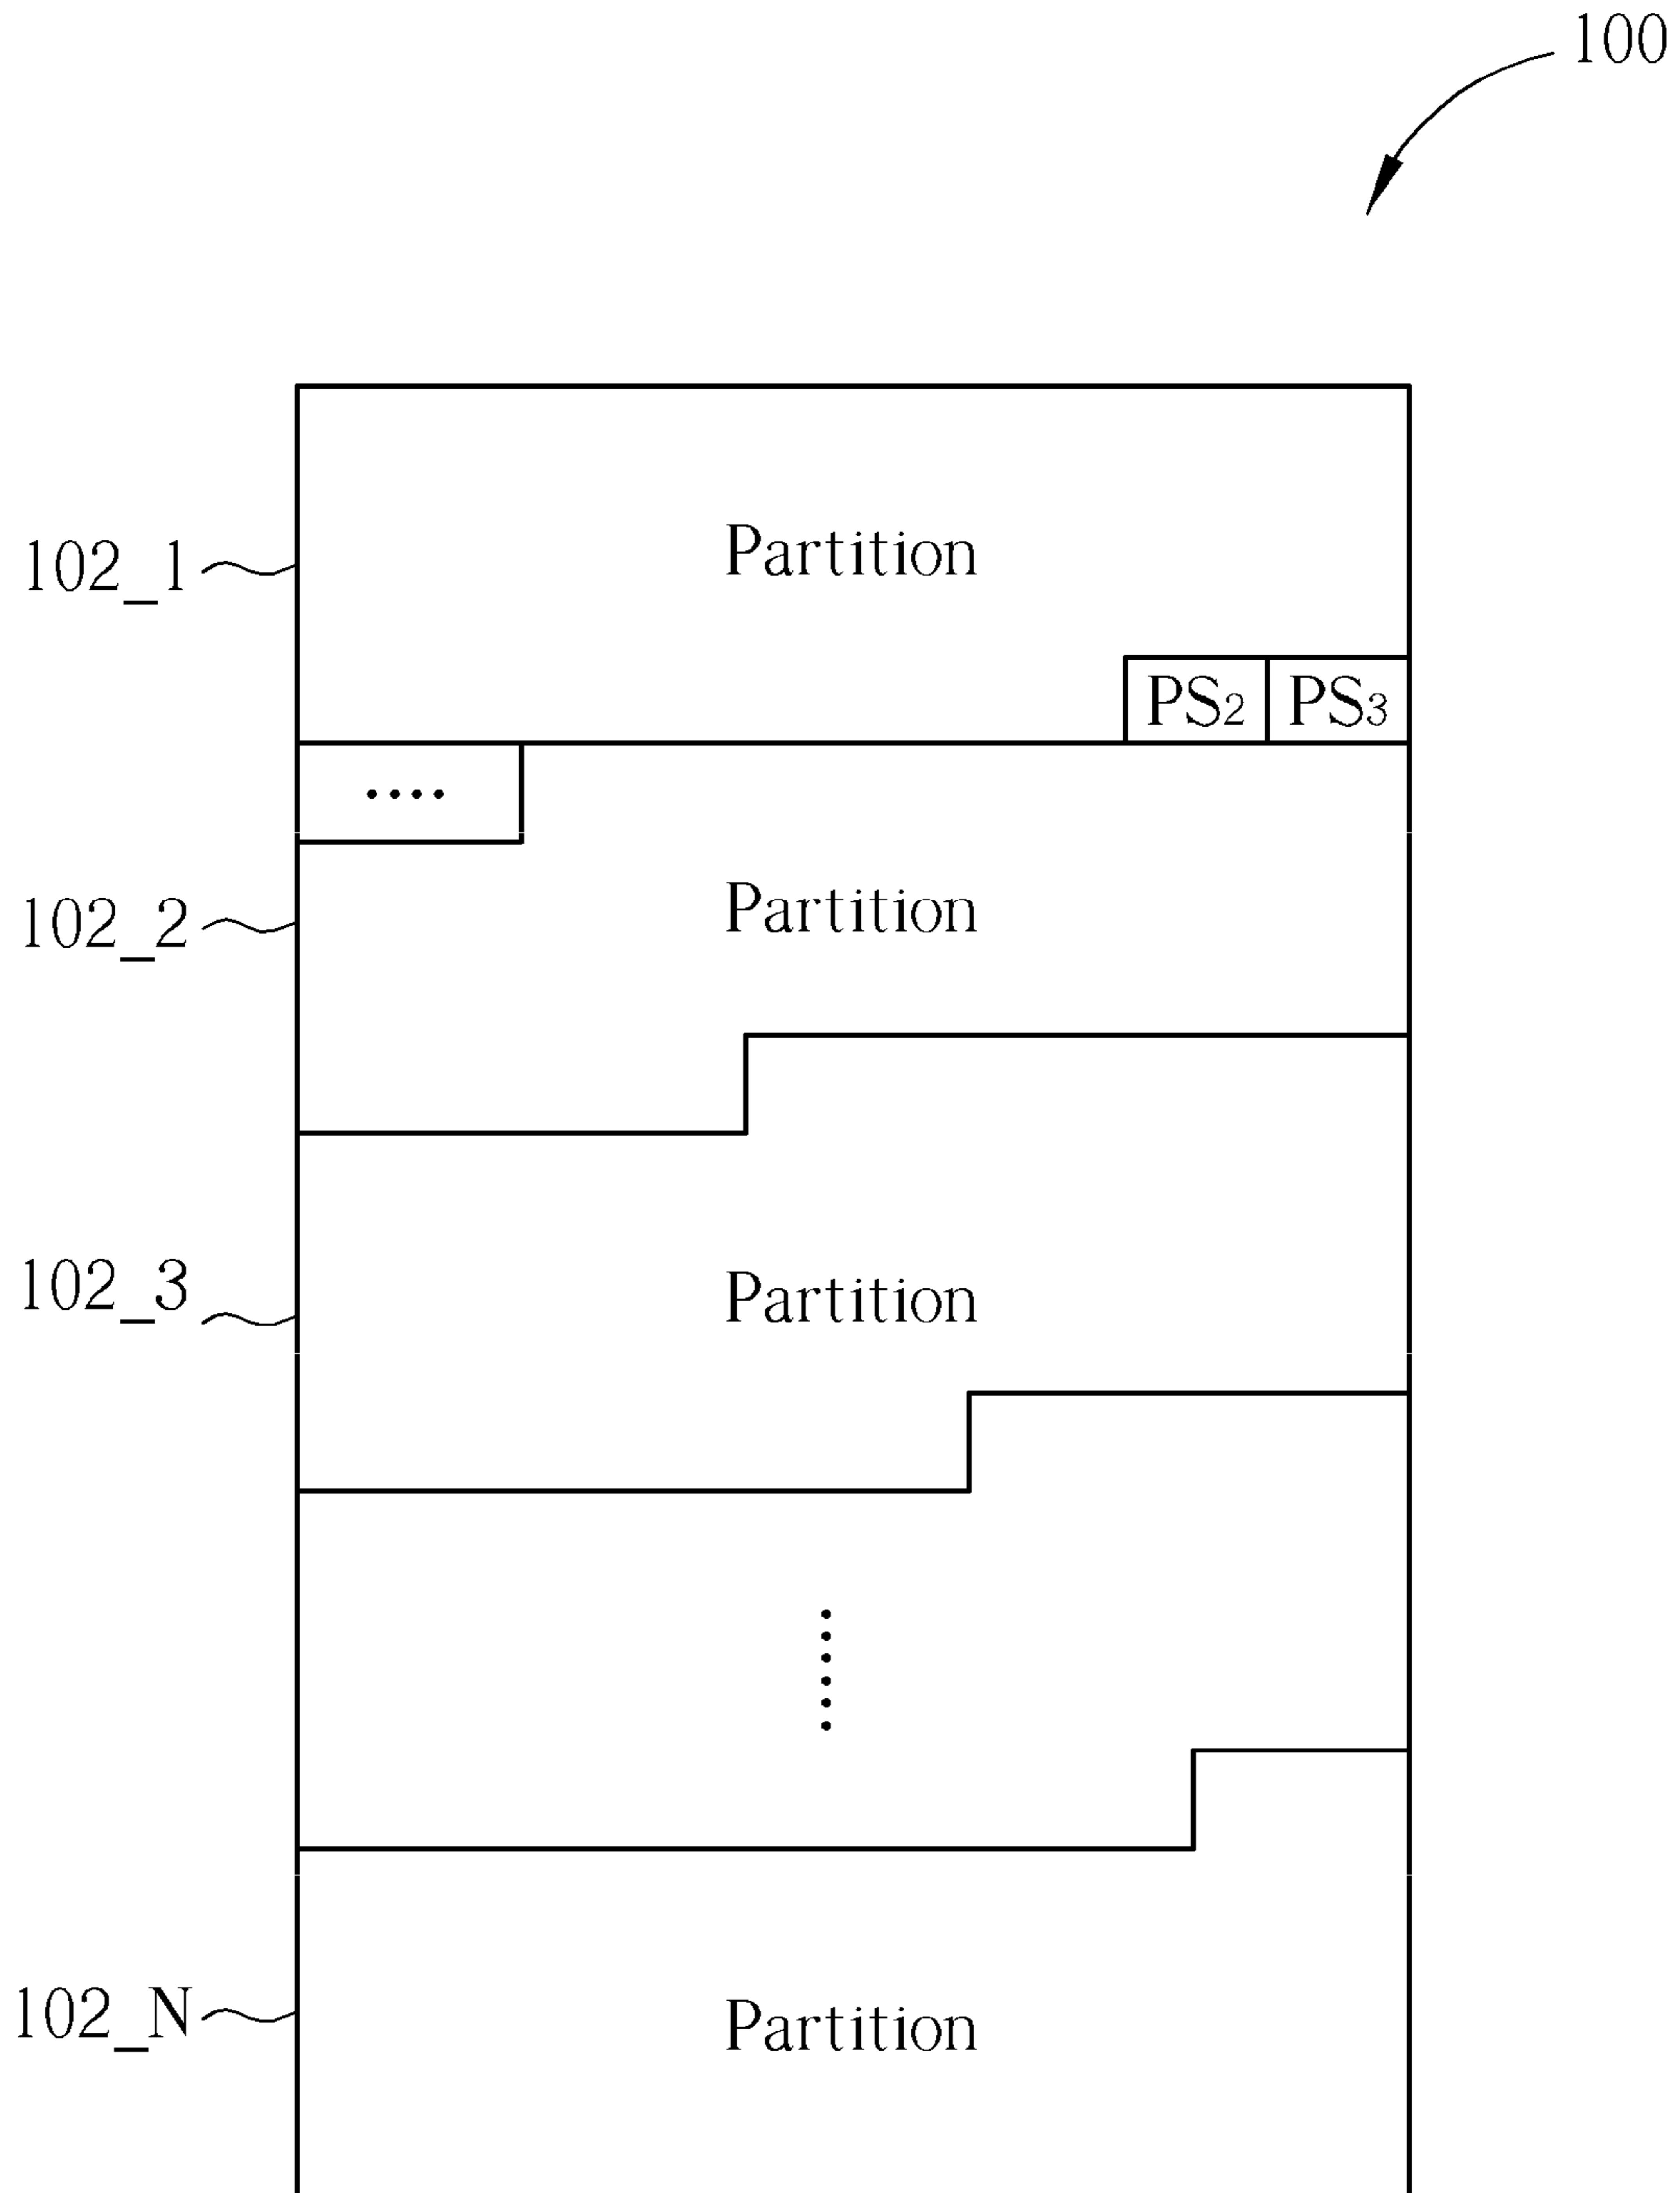 100
102_1
Partition
PS2 PS3
....
102_2
Partition
102_3
Partition
......
102_N
Partition